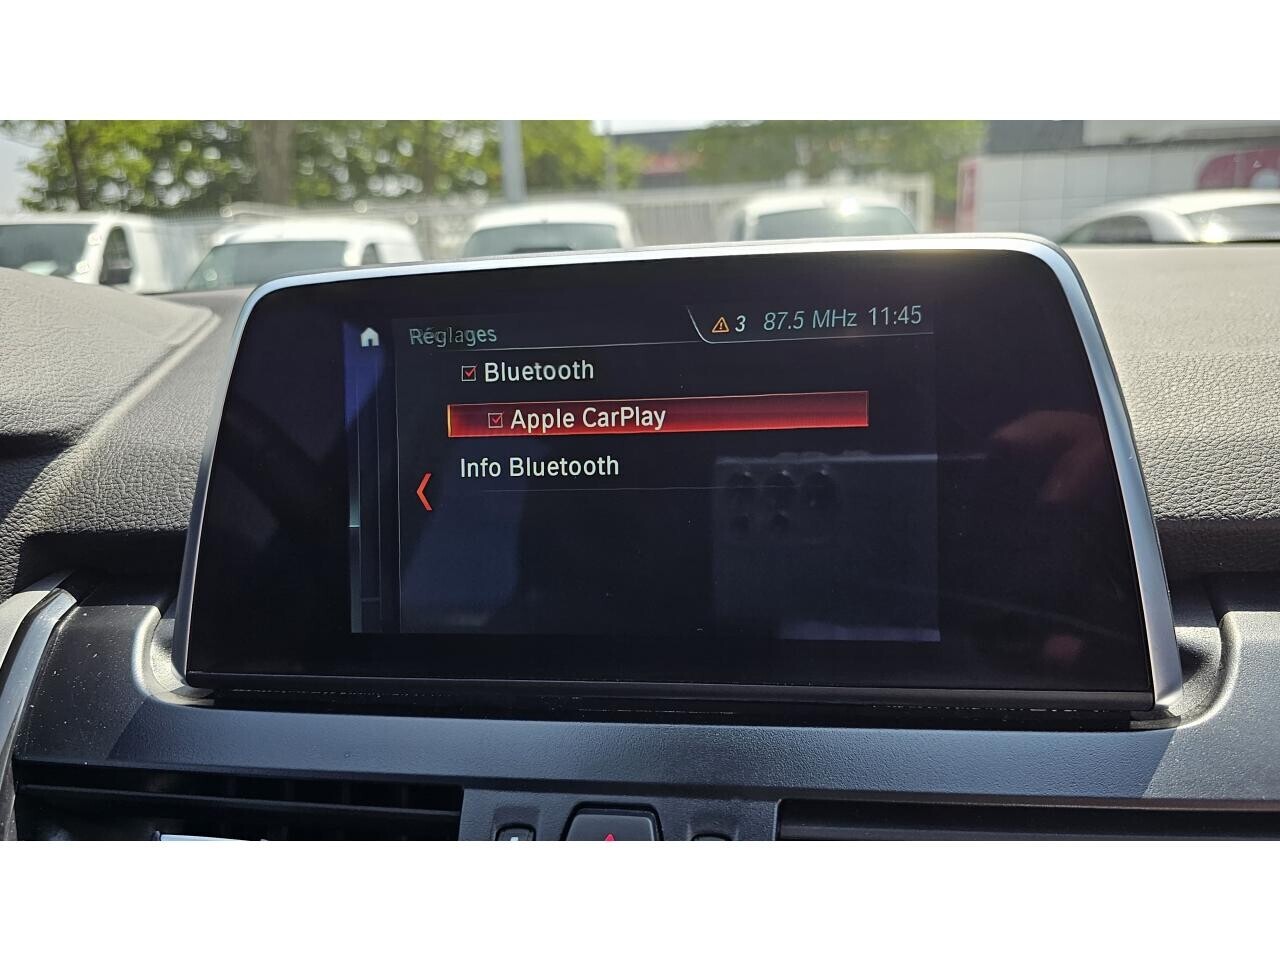 Réglages
3 87.5 MHz 11:45
Bluetooth
Apple CarPlay
Info Bluetooth